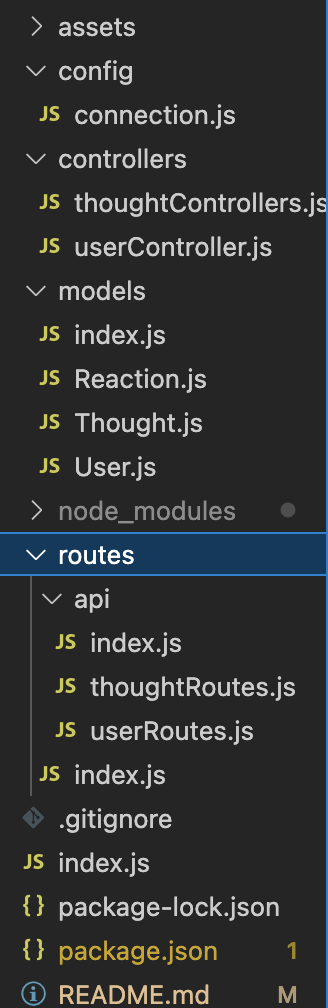 assets
config
JS connection.js
controllers
JS thoughtControllers.js
JS userController.js
models
JS index.js
JS Reaction.js
JS Thought.js
JS User.js
node_modules
routes
api
JS index.js
JS thoughtRoutes.js
JS userRoutes.js
JS index.js
.gitignore
JS index.js
{} package-lock.json
{} package.json 1
README.md M